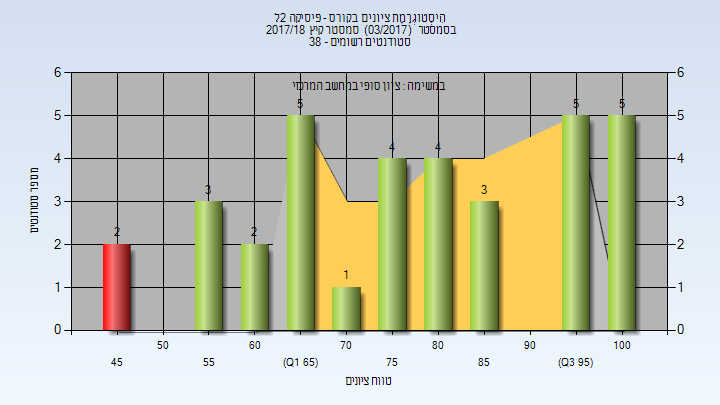 היסטוגרמת ציונים בקורס - פיסיקה 2ל
בסמסטר (03/2017) סמסטר קיץ 2017/18
סטודנטים רשומים - 38
במשימה : ציון סופי במחשב המרכזי
6 6
5 5
4 4
3 3
2 2
1 1
0 0
2 3 2 5 1 4 4 3 5 5
מספר סטודנטים
50 60 70 80 90 100
45 55 (Q1 65) 75 85 (Q3 95)
טווח ציונים